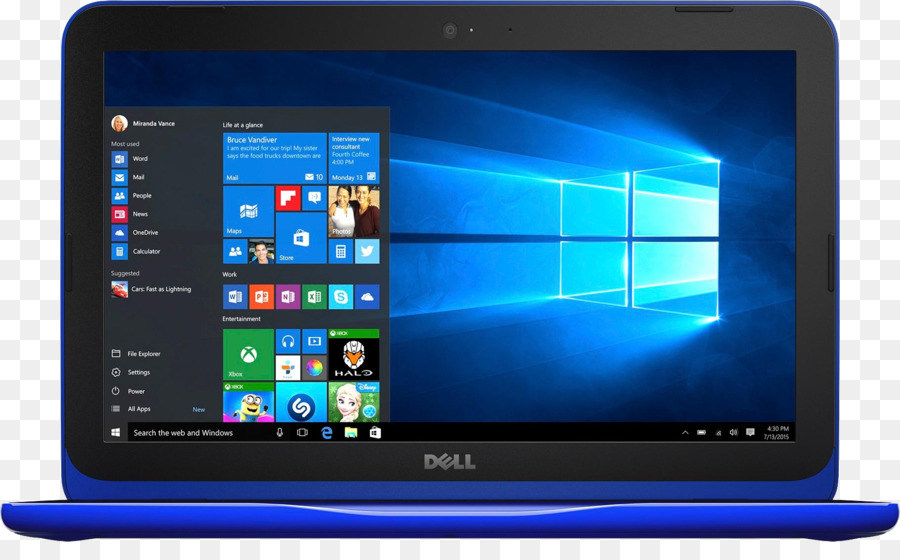 Miranda Vance
Life at a glance
Most used
Word
Mail
People
News
OneDrive
Calculator
Suggested
Cars: Fast as Lightning
File Explorer
Settings
Power
All Apps
New
Bruce Vandiver
I am excited for our trip! My sister
says the food trucks downtown are
Mail
10
Interview new
consultant
Fourth Coffee
4:00 PM
Monday 13
Maps
Store
Photos
Work
Entertainment
Xbox
XBOX
HALO
XBOX
Disney
Search the web and Windows
4:30 PM
7/13/2015
DELL